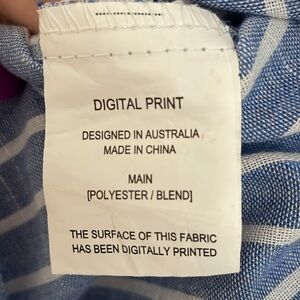 DIGITAL PRINT
DESIGNED IN AUSTRALIA
MADE IN CHINA
MAIN
[POLYESTER / BLEND]
THE SURFACE OF THIS FABRIC
HAS BEEN DIGITALLY PRINTED